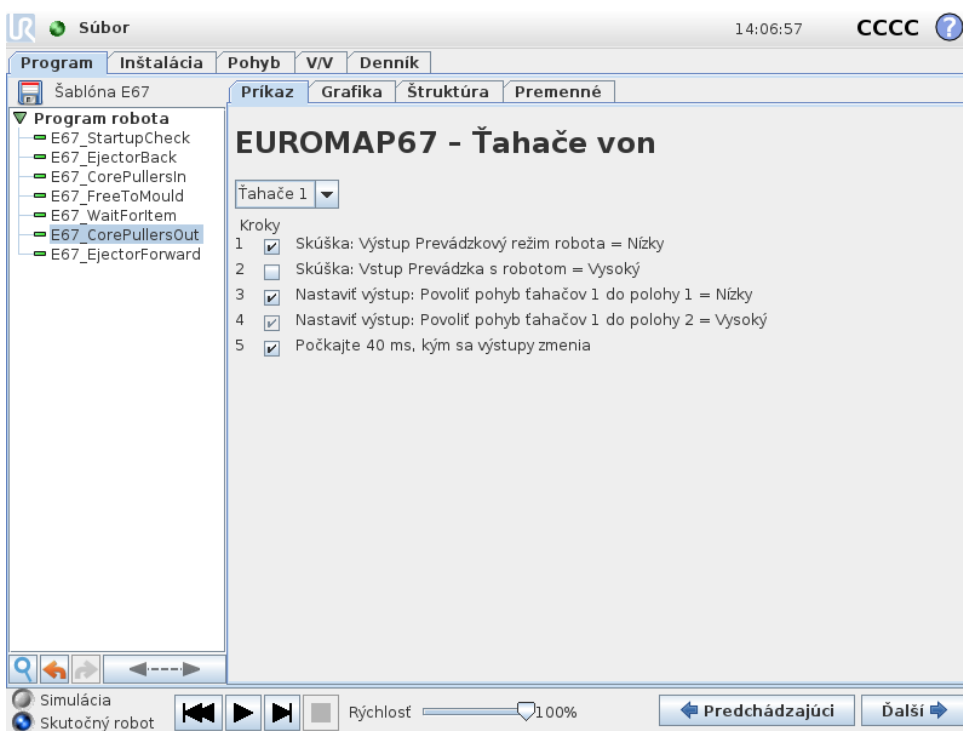 UR Súbor 14:06:57 CCCC ?
Program Inštalácia Pohyb V/V Denník
Šablóna E67
Príkaz Grafika Štruktúra Premenné
Program robota
E67_StartupCheck
E67_EjectorBack
E67_CorePullersIn
E67_FreeToMould
E67_WaitForItem
E67_CorePullersOut
E67_EjectorForward
EUROMAP67 - Ťahače von
Ťahače 1
Kroky
1 Skúška: Výstup Prevádzkový režim robota = Nízky
2 Skúška: Vstup Prevádzka s robotom = Vysoký
3 Nastaviť výstup: Povoliť pohyb ťahačov 1 do polohy 1 = Nízky
4 Nastaviť výstup: Povoliť pohyb ťahačov 1 do polohy 2 = Vysoký
5 Počkajte 40 ms, kým sa výstupy zmenia
Simulácia
Skutočný robot
Rýchlosť 100%
Predchádzajúci
Ďalší